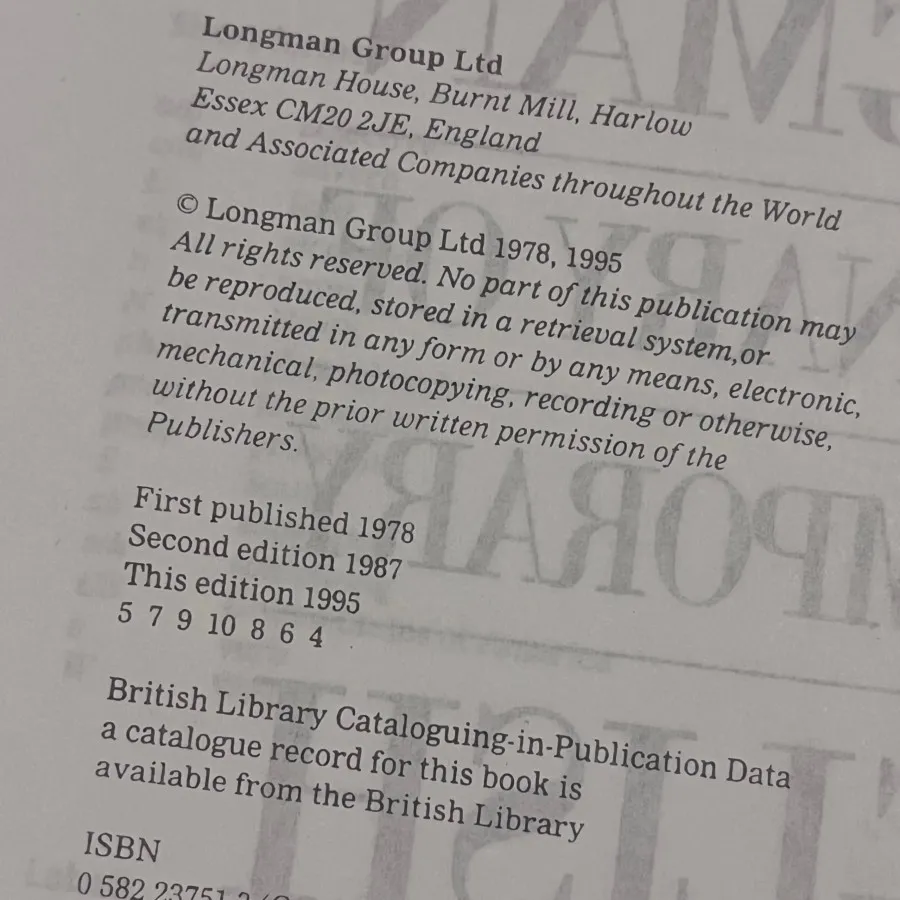 Longman Group Ltd
Longman House, Burnt Mill, Harlow
Essex CM20 2JE, England
and Associated Companies throughout the World
© Longman Group Ltd 1978, 1995
All rights reserved. No part of this publication may
be reproduced, stored in a retrieval system,or
transmitted in any form or by any means, electronic,
mechanical, photocopying, recording or otherwise,
without the prior written permission of the
Publishers.
First published 1978
Second edition 1987
This edition 1995
5 7 9 10 8 6 4
British Library Cataloguing-in-Publication Data
a catalogue record for this book is
available from the British Library
ISBN
0 582 23751